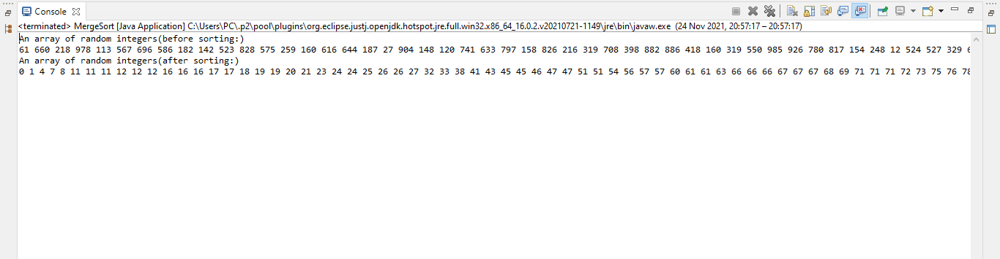 Console
<terminated> MergeSort [Java Application] C:\Users\PC\.p2\pool\plugins\org.eclipse.justj.openjdk.hotspot.jre.full.win32.x86_64_16.0.2.v20210721-1149\jre\bin\javaw.exe (24 Nov 2021, 20:57:17 – 20:57:17)
An array of random integers(before sorting:)
61 660 218 978 113 567 696 586 182 142 523 828 575 259 160 616 644 187 27 904 148 120 741 633 797 158 826 216 319 708 398 882 886 418 160 319 550 985 926 780 817 154 248 12 524 527 329
An array of random integers(after sorting:)
0 1 4 7 8 11 11 11 12 12 12 16 16 16 17 17 18 19 19 20 21 23 24 24 25 26 26 27 32 33 38 41 43 45 45 46 47 47 51 51 54 56 57 57 60 61 61 63 66 66 66 67 67 67 68 69 71 71 71 72 73 75 76 78